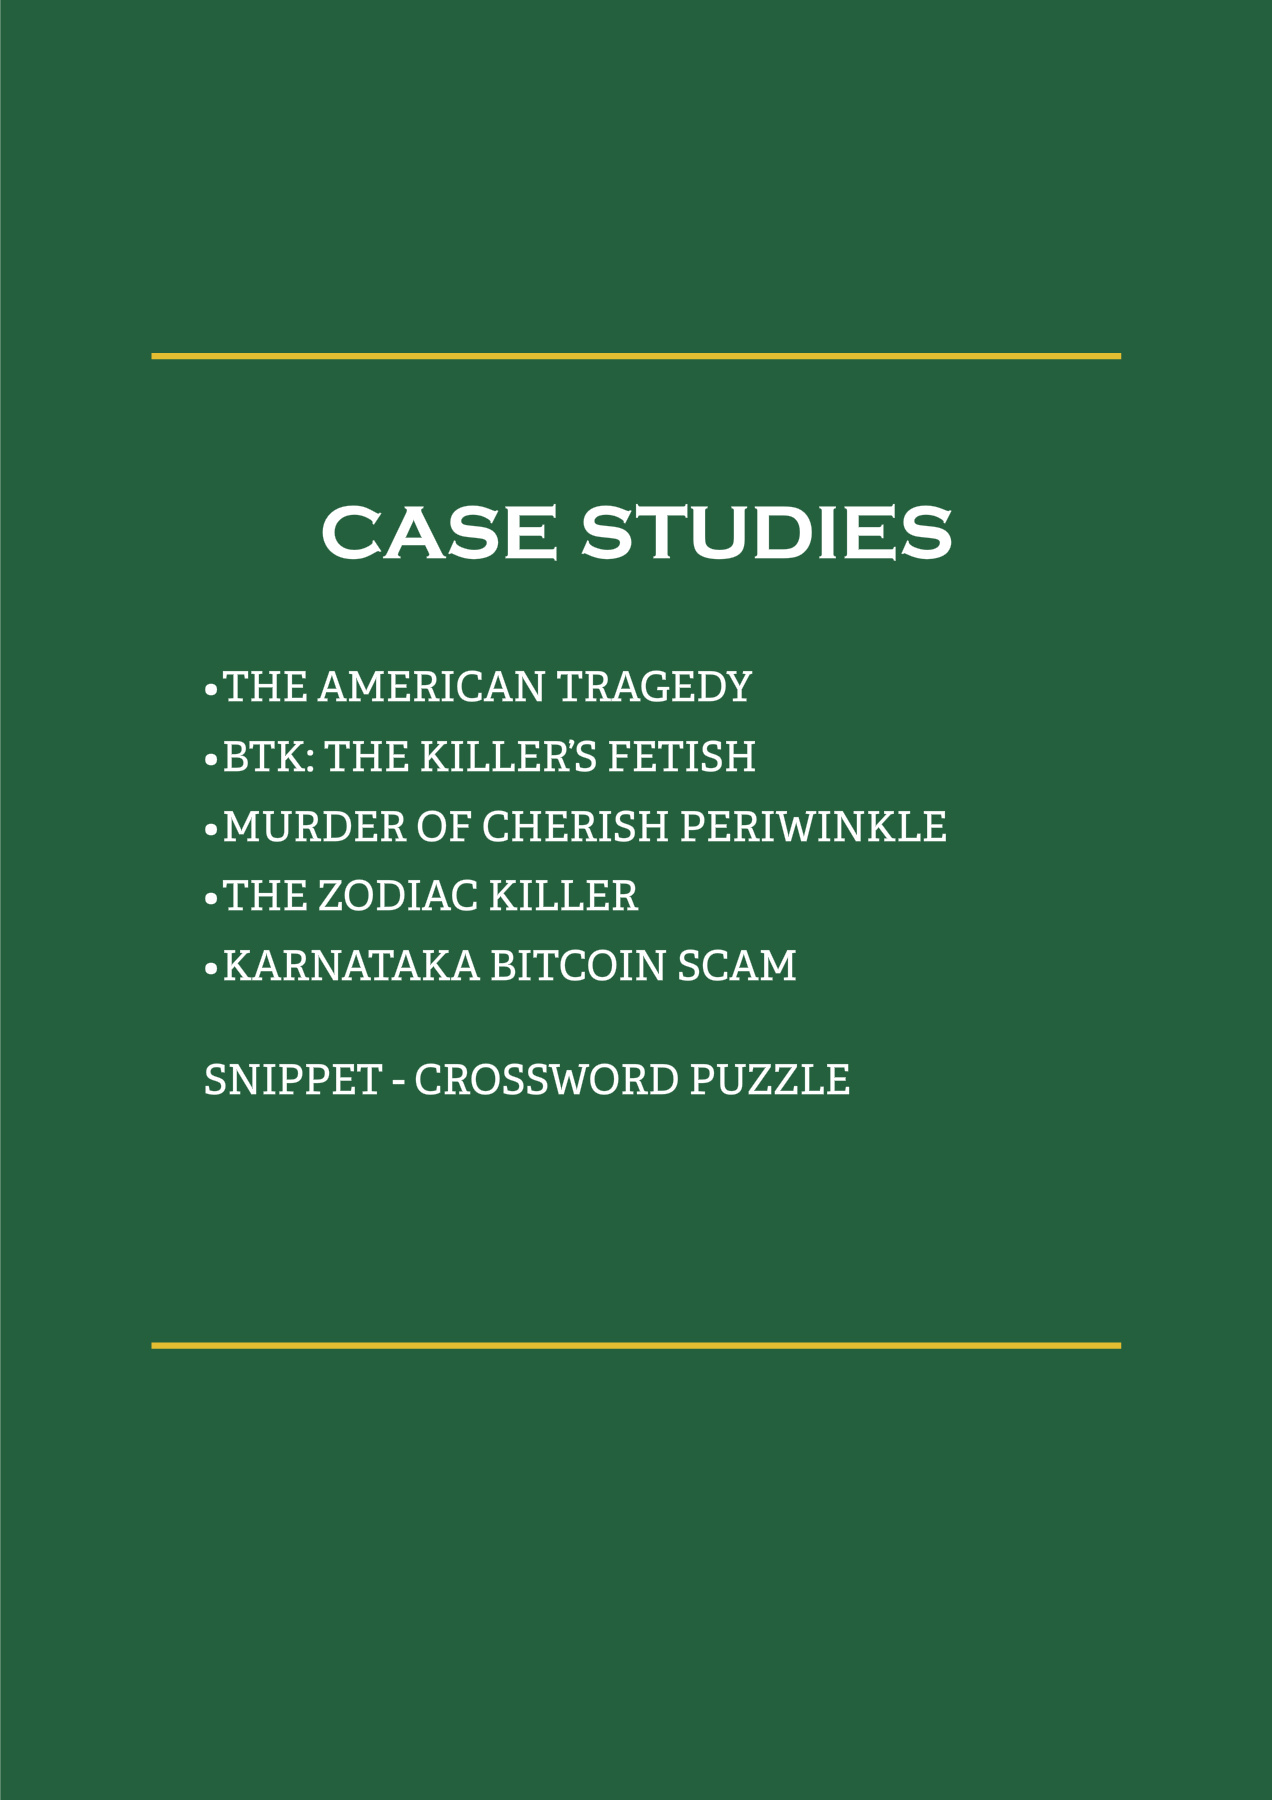 CASE STUDIES
•THE AMERICAN TRAGEDY
•BTK: THE KILLER’S FETISH
•MURDER OF CHERISH PERIWINKLE
•THE ZODIAC KILLER
•KARNATAKA BITCOIN SCAM
SNIPPET - CROSSWORD PUZZLE